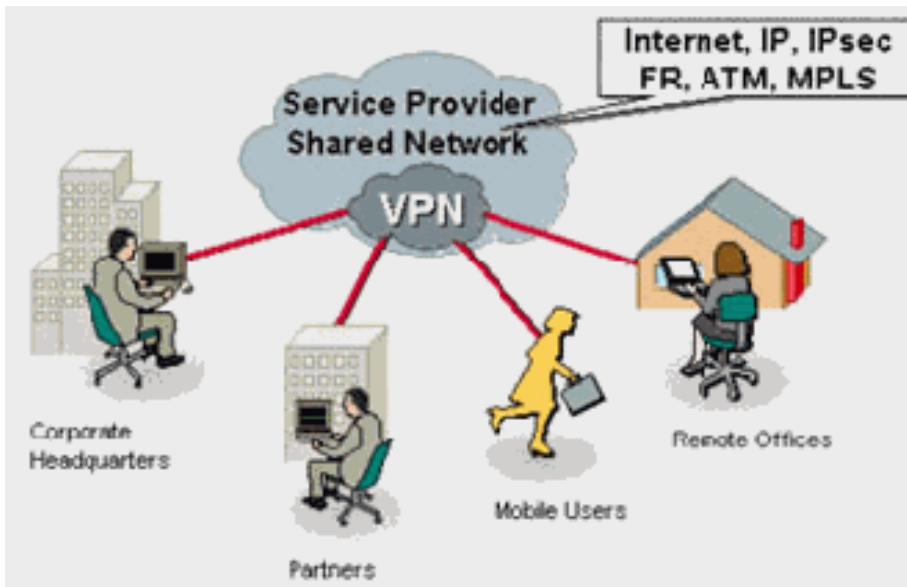 Internet, IP, IPsec
FR, ATM, MPLS
Service Provider
Shared Network
VPN
Corporate
Headquarters
Partners
Mobile Users
Remote Offices